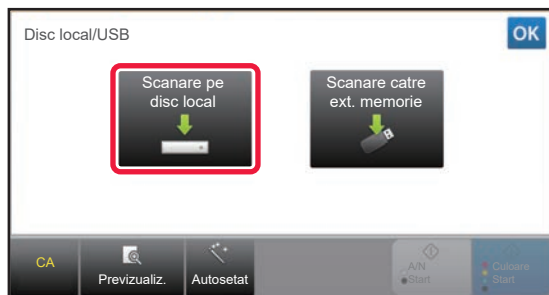 Disc local/USB
OK
Scanare pe
disc local
Scanare catre
ext. memorie
CA
Previzualiz.
Autosetat
A/N
Start
Culoare
Start